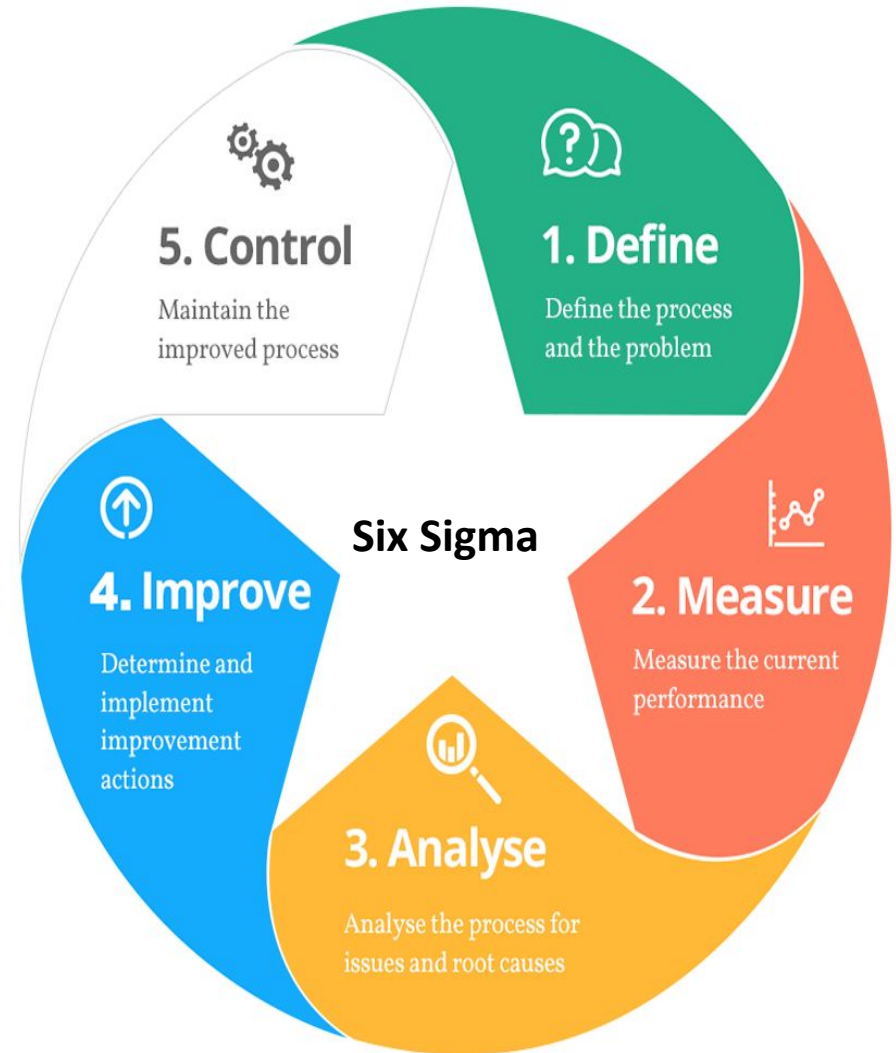 1. Define
Define the process
and the problem
2. Measure
Measure the current
performance
3. Analyse
Analyse the process for
issues and root causes
4. Improve
Determine and
implement
improvement
actions
5. Control
Maintain the
improved process
Six Sigma